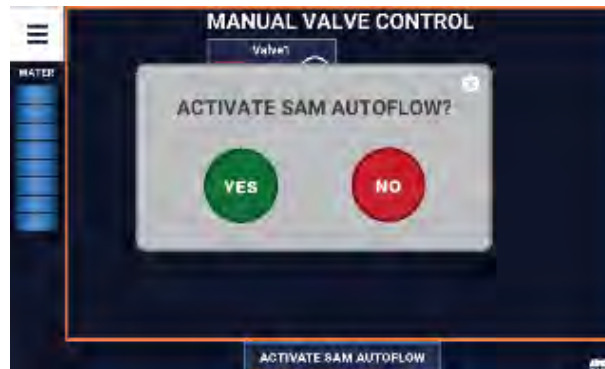 MANUAL VALVE CONTROL
Valve1
WATER
ACTIVATE SAM AUTOFLOW?
YES
NO
ACTIVATE SAM AUTOFLOW